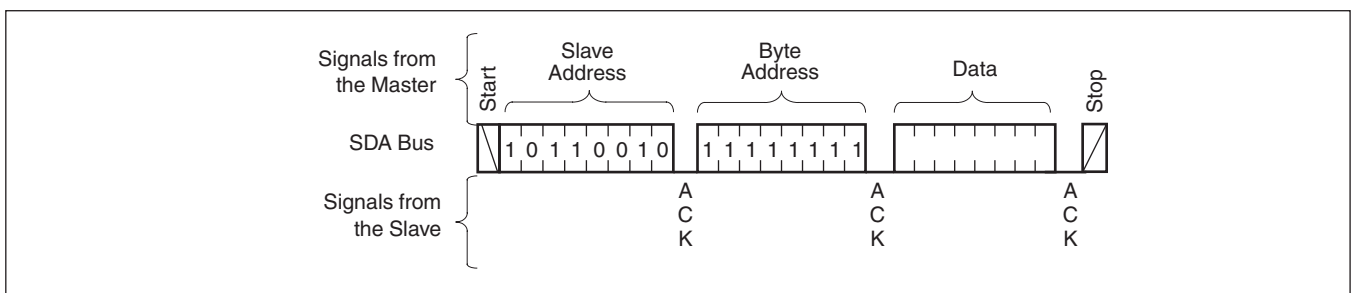 Signals from
the Master
Start
Slave
Address
Byte
Address
Data
Stop
SDA Bus
1 0 1 1 0 0 1 0
1 1 1 1 1 1 1 1
Signals from
the Slave
A
C
K
A
C
K
A
C
K